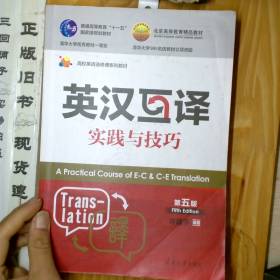 正版旧书
现货速
普通高等教育"十一五"
国家级规划教材
北京高等教育精品教材
清华大学优秀教材一等奖
高校英语选修课系列教材
英汉互译
实践与技巧
A Practical Course of E-C & C-E Translation
第五版
Fifth Edition
Trans-
lation
译